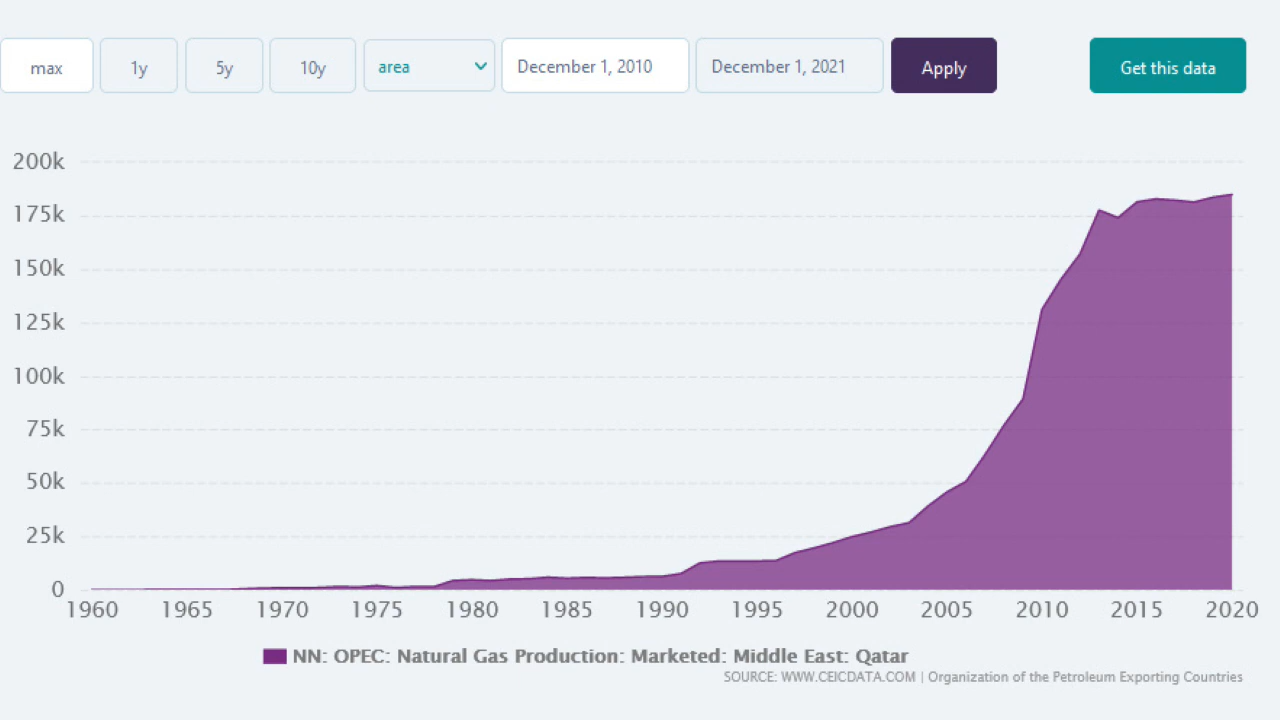 max 1y 5y 10y area December 1, 2010 December 1, 2021 Apply Get this data
200k
175k
150k
125k
100k
75k
50k
25k
0
1960 1965 1970 1975 1980 1985 1990 1995 2000 2005 2010 2015 2020
NN: OPEC: Natural Gas Production: Marketed: Middle East: Qatar
SOURCE: WWW.CEICDATA.COM | Organization of the Petroleum Exporting Countries